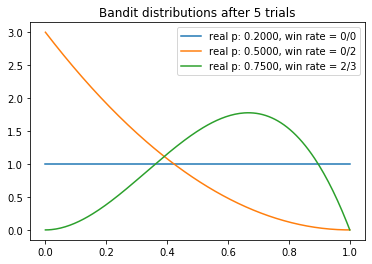 Bandit distributions after 5 trials
real p: 0.2000, win rate = 0/0
real p: 0.5000, win rate = 0/2
real p: 0.7500, win rate = 2/3
3.0
2.5
2.0
1.5
1.0
0.5
0.0
0.0 0.2 0.4 0.6 0.8 1.0